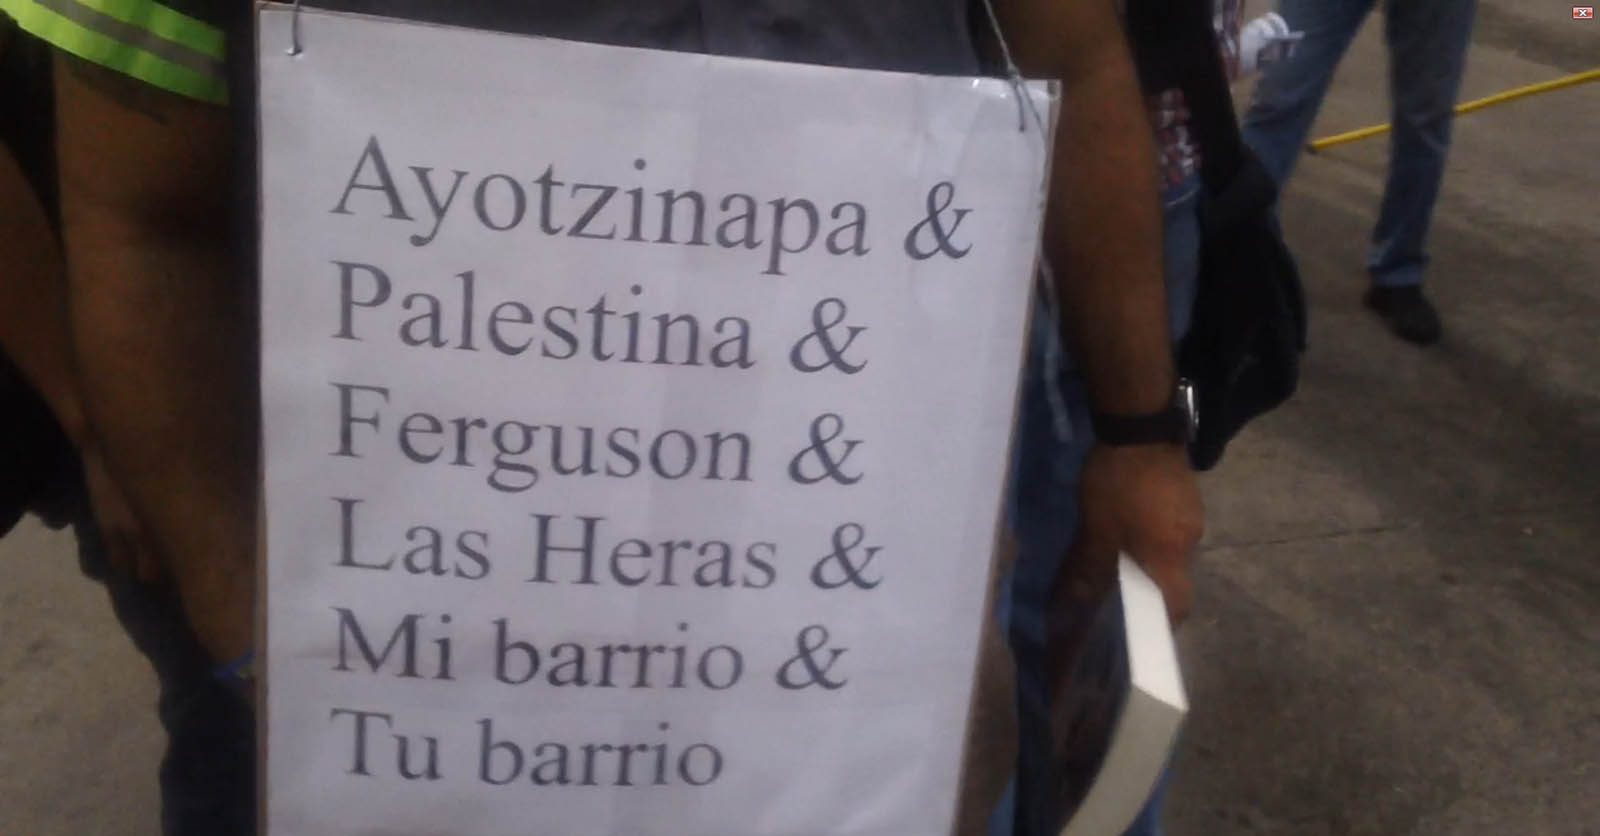 Ayotzinapa &
Palestina &
Ferguson &
Las Heras &
Mi barrio &
Tu barrio